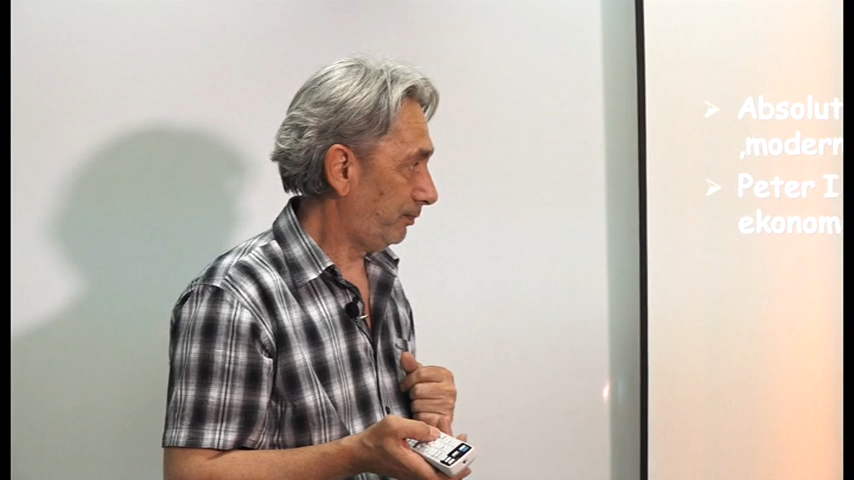 Absolut
‚modern
Peter I
ekonom